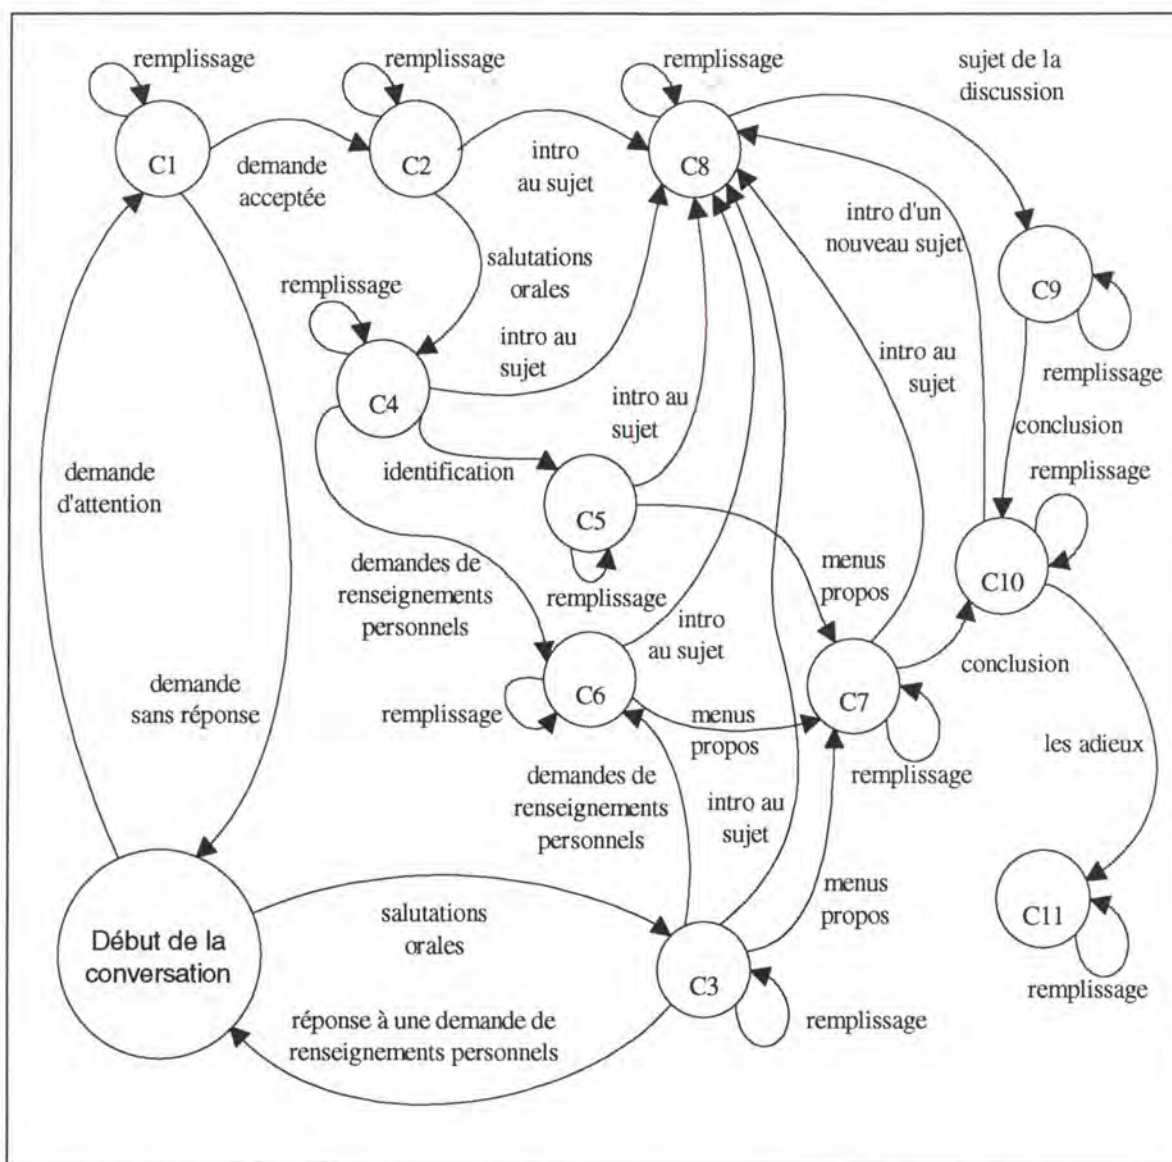 remplissage
remplissage
remplissage
sujet de la
discussion
C1
C2
C8
demande
acceptée
intro
au sujet
intro d'un
nouveau sujet
salutations
orales
C9
remplissage
intro au
sujet
intro au
sujet
remplissage
C4
intro au
sujet
conclusion
remplissage
demande
d'attention
identification
C5
C10
demandes de
renseignements
personnels
remplissage
menus
propos
intro
au sujet
conclusion
demande
sans réponse
C6
C7
remplissage
menus
propos
les adieux
remplissage
demandes de
renseignements
personnels
intro au
sujet
menus
propos
C11
salutations
orales
Début de la
conversation
C3
remplissage
remplissage
réponse à une demande de
renseignements personnels